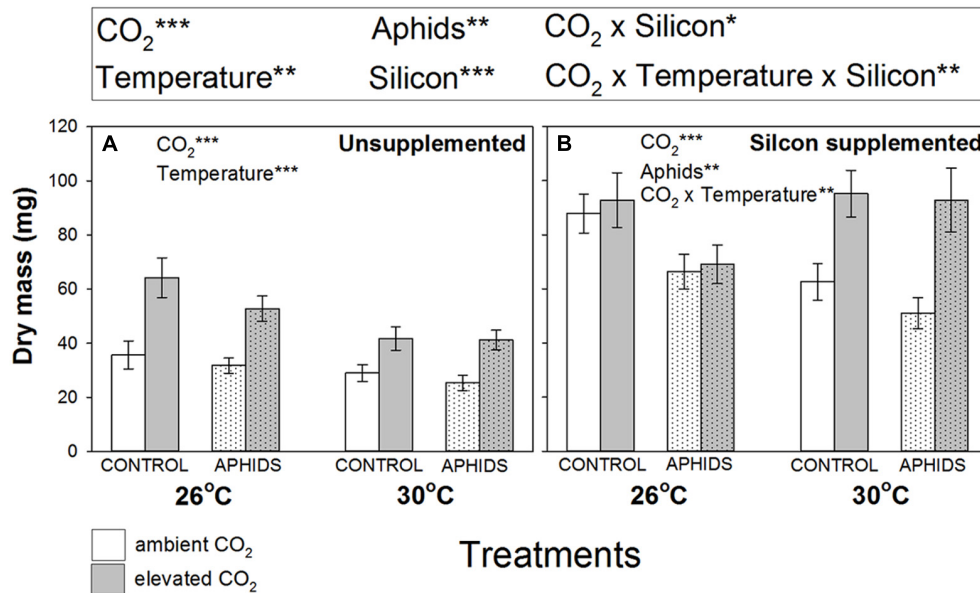 CO₂*** Aphids** CO₂ x Silicon*
Temperature** Silicon*** CO₂ x Temperature x Silicon**
A CO₂*** Unsupplemented
Temperature***
B CO₂*** Silcon supplemented
Aphids**
CO₂ x Temperature**
Dry mass (mg)
120
100
80
60
40
20
0
CONTROL APHIDS CONTROL APHIDS CONTROL APHIDS CONTROL APHIDS
26°C 30°C 26°C 30°C
ambient CO₂
elevated CO₂
Treatments